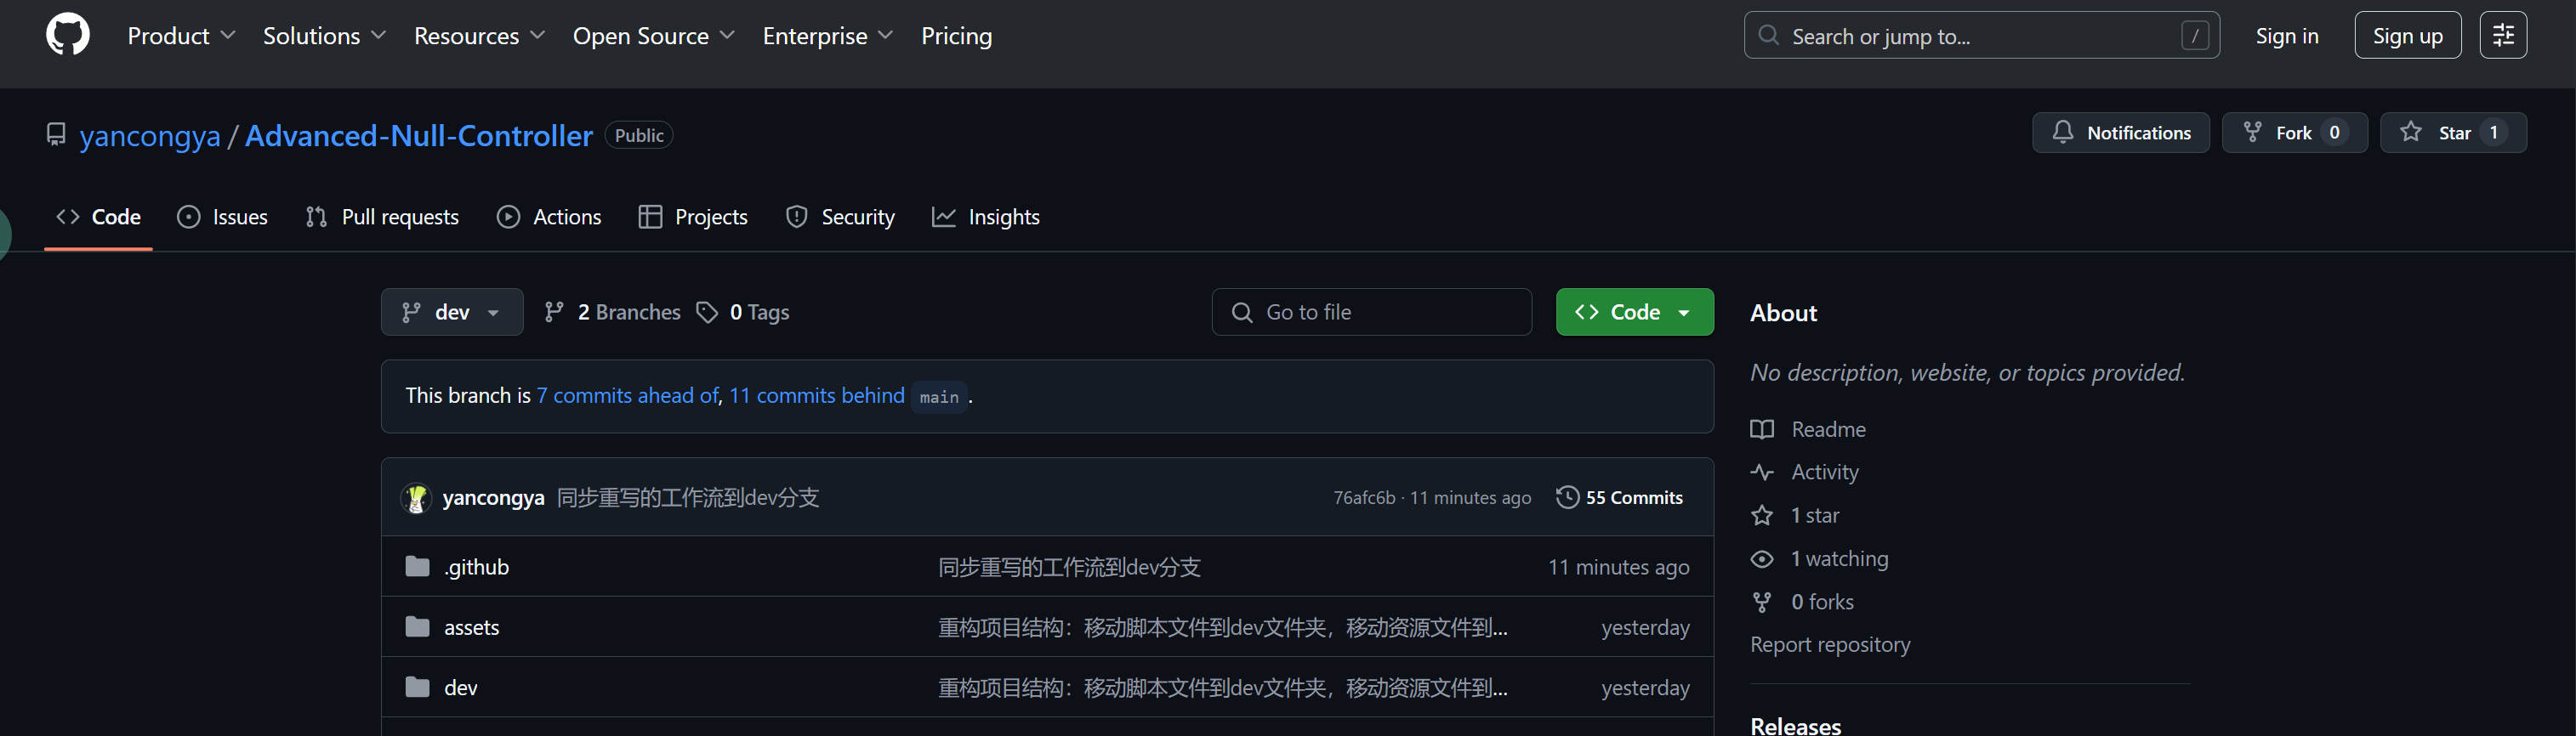 Product Solutions Resources Open Source Enterprise Pricing Search or jump to... / Sign in Sign up
yancongya / Advanced-Null-Controller Public Notifications Fork 0 Star 1
Code Issues Pull requests Actions Projects Security Insights
dev 2 Branches 0 Tags Go to file Code
This branch is 7 commits ahead of, 11 commits behind main .
yancongya 同步重写的工作流到dev分支 76afc6b · 11 minutes ago 55 Commits
.github 同步重写的工作流到dev分支 11 minutes ago
assets 重构项目结构：移动脚本文件到dev文件夹，移动资源文件到... yesterday
dev 重构项目结构：移动脚本文件到dev文件夹，移动资源文件到... yesterday
About
No description, website, or topics provided.
Readme
Activity
1 star
1 watching
0 forks
Report repository
Releases